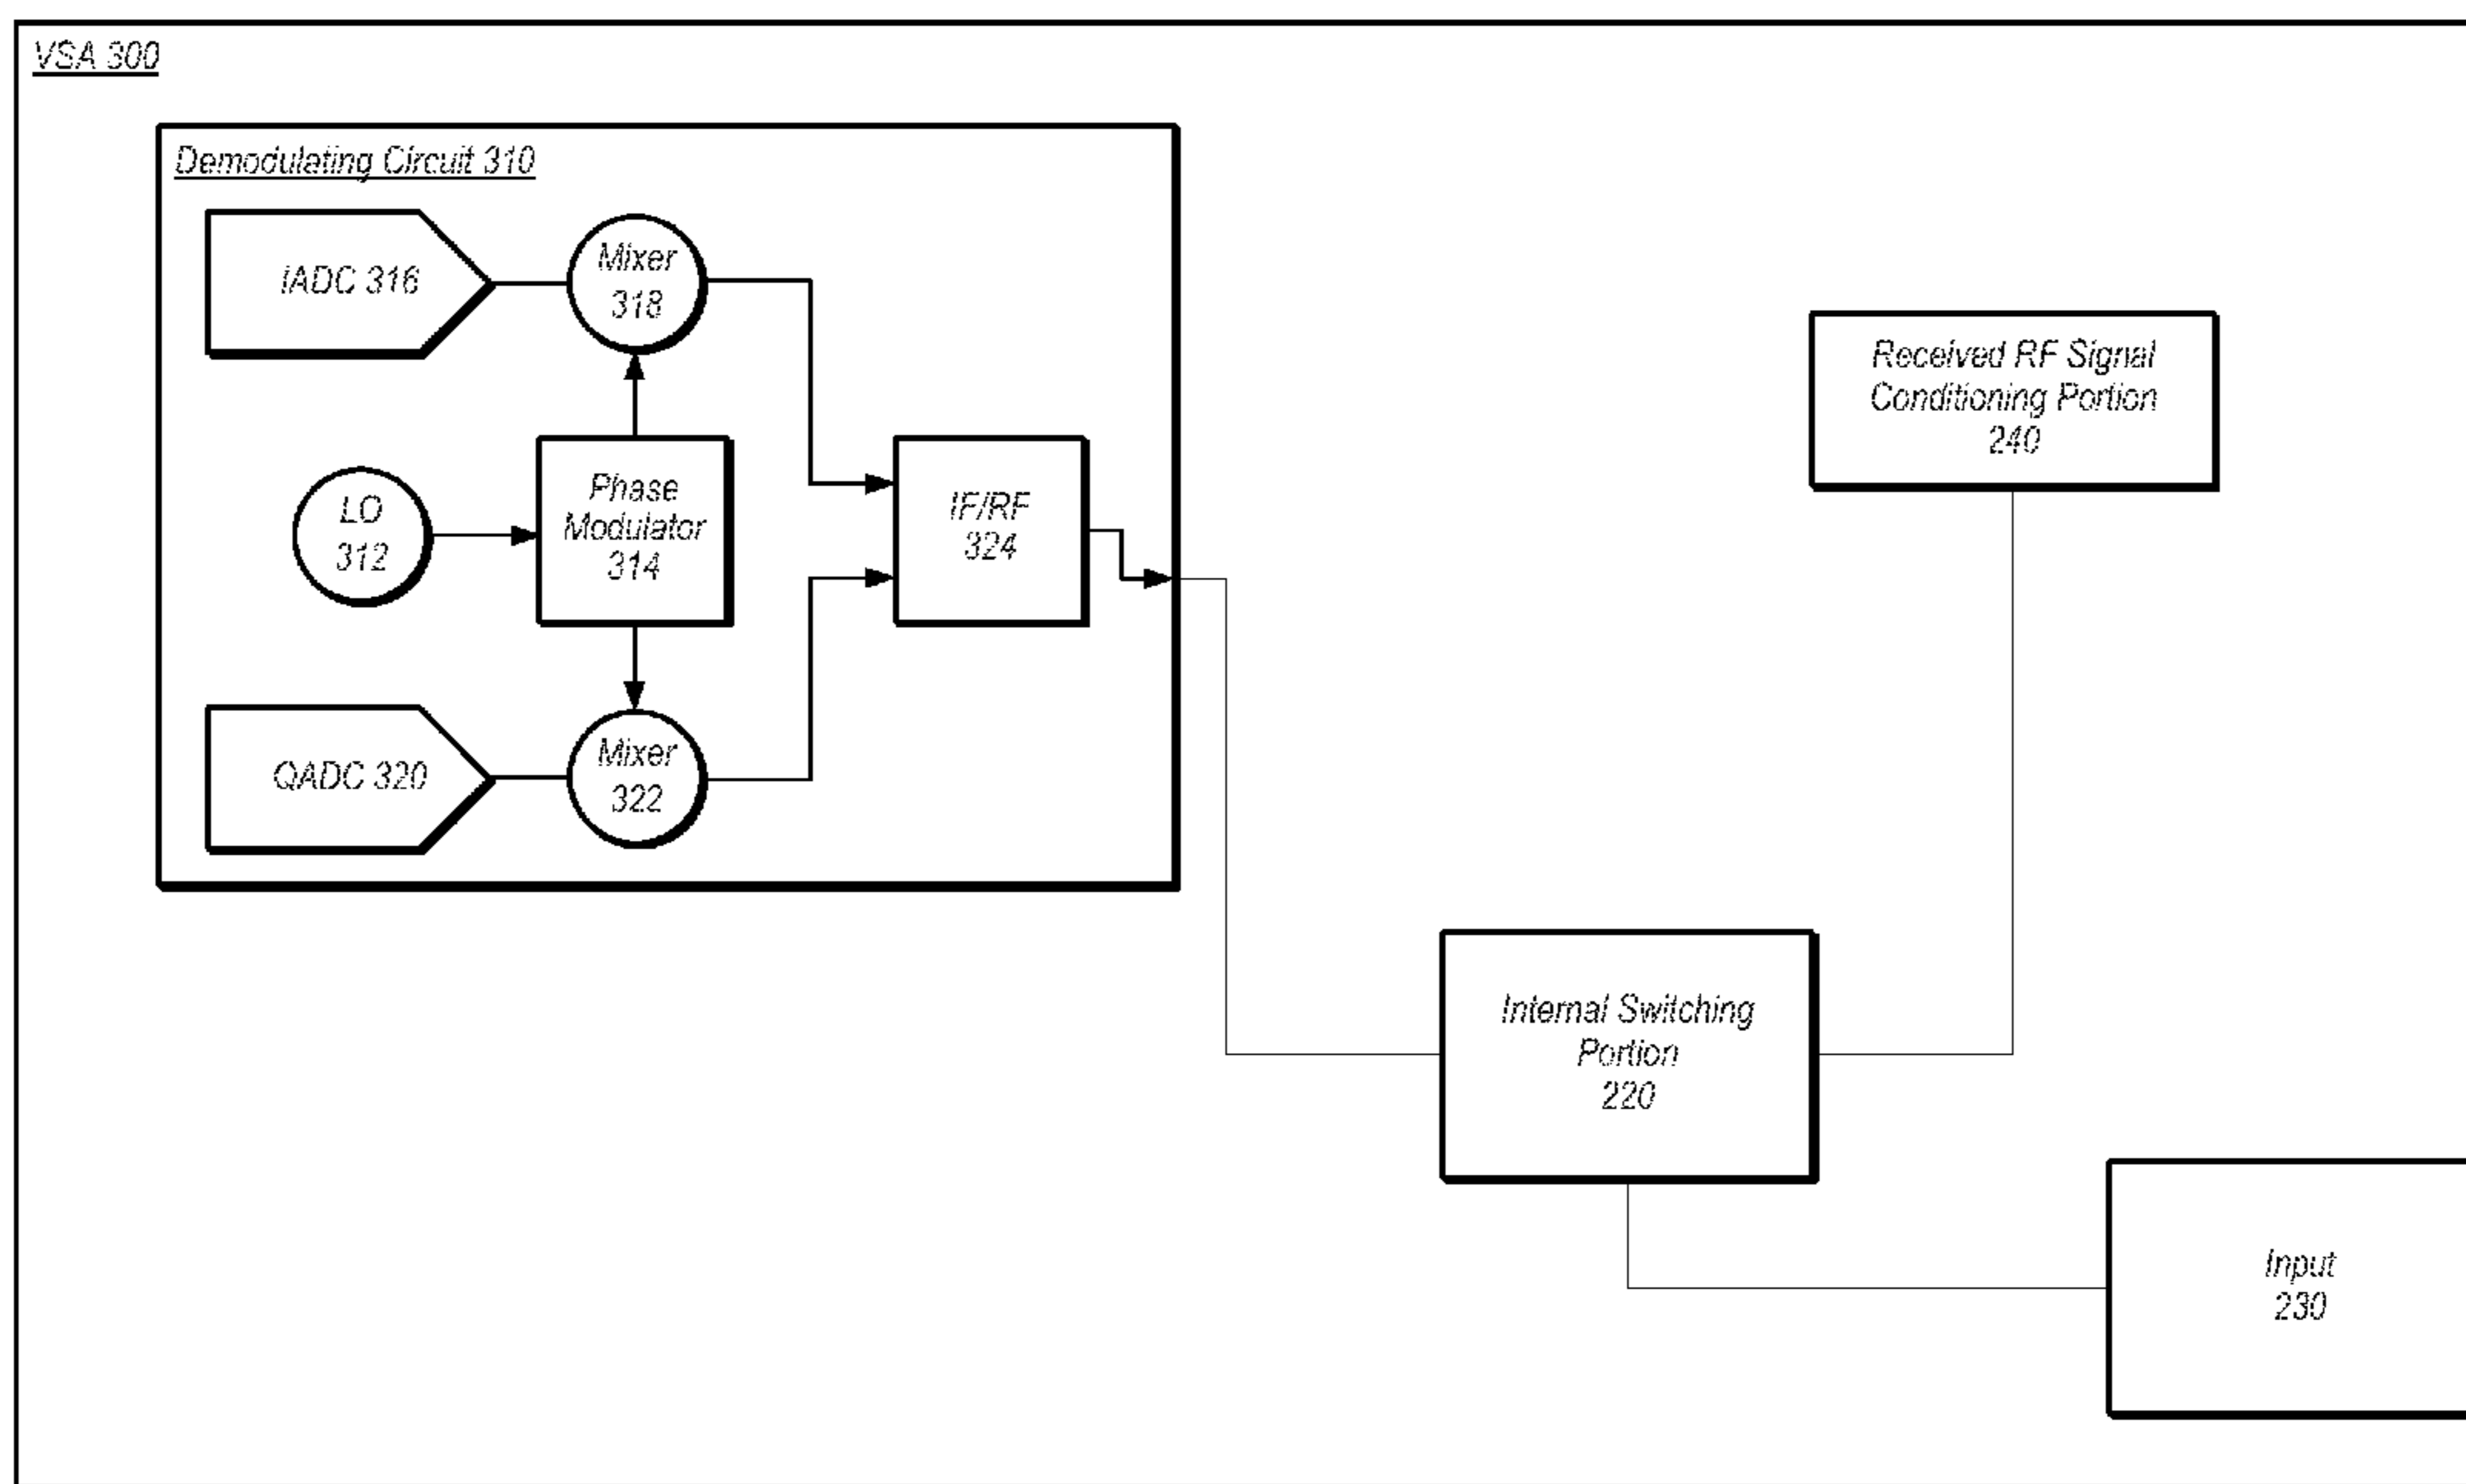 VSA 300
Demodulating Circuit 310
IADC 316
Mixer
318
Received RF Signal
Conditioning Portion
240
LO
312
Phase
Modulator
314
IF/RF
324
QADC 320
Mixer
322
Internal Switching
Portion
220
Input
230